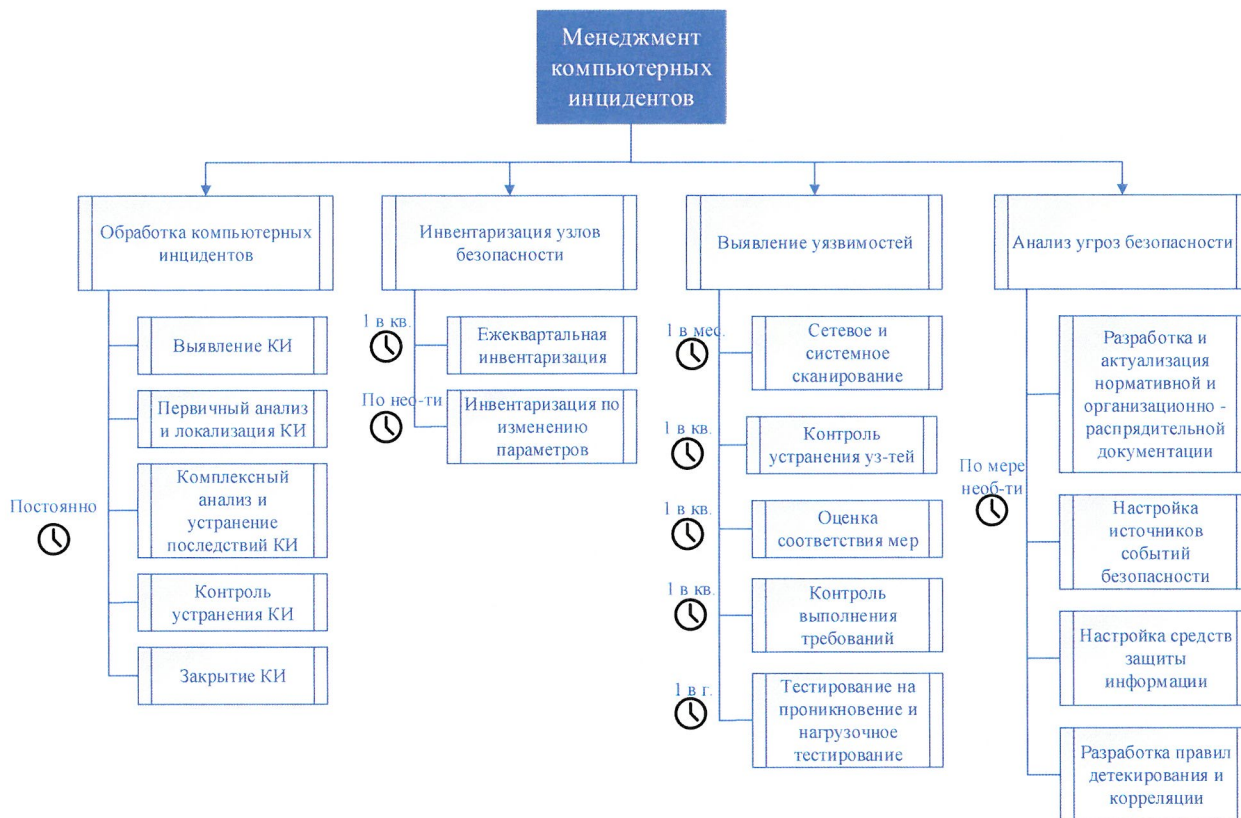 Менеджмент
компьютерных
инцидентов
Обработка компьютерных
инцидентов
Постоянно
Выявление КИ
Первичный анализ
и локализация КИ
Комплексный
анализ и
устранение
последствий КИ
Контроль
устранения КИ
Закрытие КИ
Инвентаризация узлов
безопасности
1 в кв.
Ежеквартальная
инвентаризация
По нео-ти
Инвентаризация по
изменению
параметров
Выявление уязвимостей
1 в мес.
Сетевое и
системное
сканирование
1 в кв.
Контроль
устранения уз-тей
1 в кв.
Оценка
соответствия мер
1 в кв.
Контроль
выполнения
требований
1 в г.
Тестирование на
проникновение и
нагрузочное
тестирование
Анализ угроз безопасности
По мере
необ-ти
Разработка и
актуализация
нормативной и
организационно -
распрядительной
документации
Настройка
источников
событий
безопасности
Настройка средств
защиты
информации
Разработка правил
детекирования и
корреляции